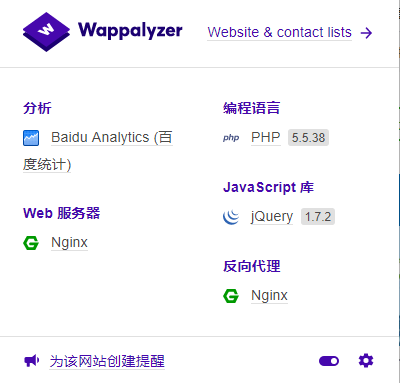 Wappalyzer
Website & contact lists →
分析
Baidu Analytics (百
度统计)
Web 服务器
Nginx
编程语言
php PHP 5.5.38
JavaScript 库
jQuery 1.7.2
反向代理
Nginx
为该网站创建提醒